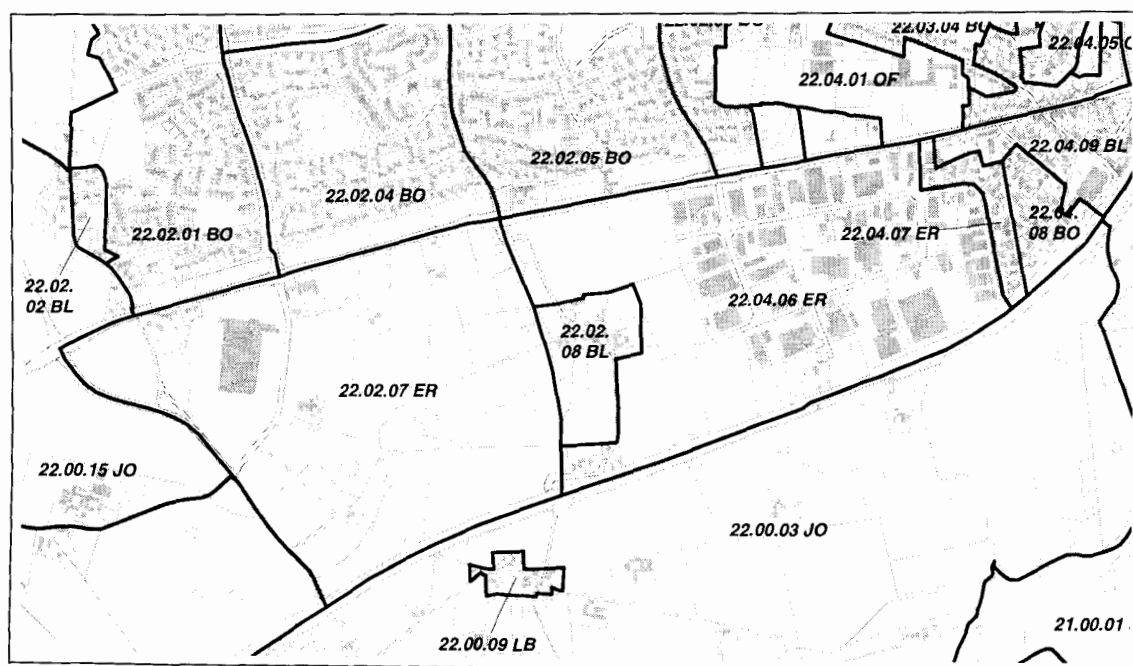 22.03.04 BO
22.04.05
22.04.01 OF
22.04.09 BL
22.02.05 BO
22.02.04 BO
22.04.
08 BO
22.02.01 BO
22.04.07 ER
22.02.
02 BL
22.04.06 ER
22.02.
08 BL
22.02.07 ER
22.00.15 JO
22.00.03 JO
21.00.01
22.00.09 LB